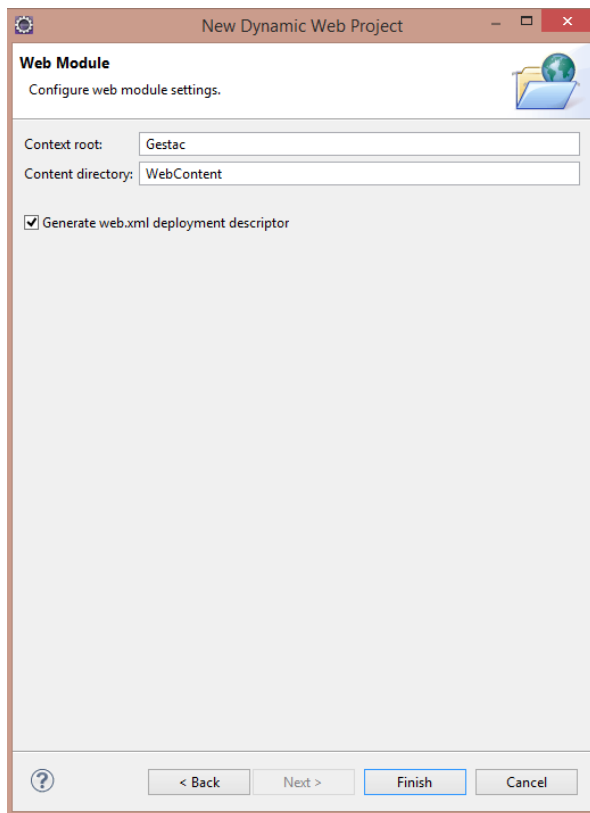 New Dynamic Web Project
Web Module
Configure web module settings.
Context root: Gestac
Content directory: WebContent
Generate web.xml deployment descriptor
? < Back Next > Finish Cancel